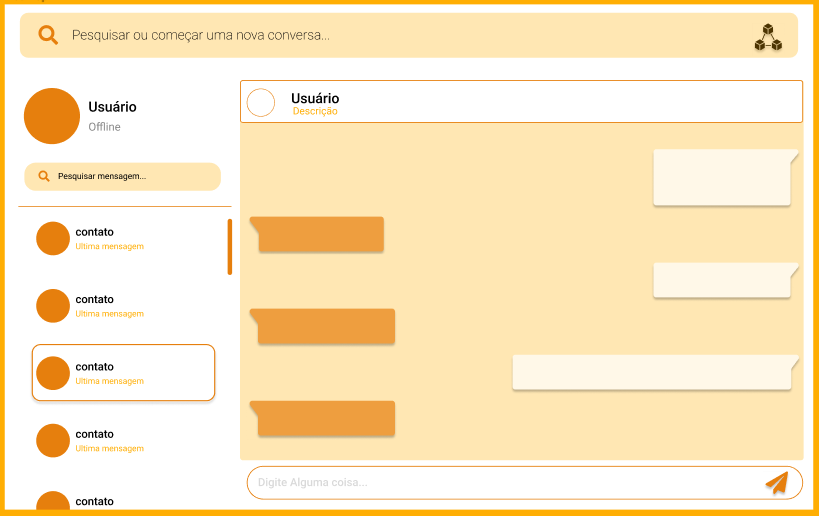 Pesquisar ou começar uma nova conversa...
Usuário
Offline
Pesquisar mensagem...
contato
Ultima mensagem
contato
Ultima mensagem
contato
Ultima mensagem
contato
Ultima mensagem
contato
Usuário
Descrição
Digite Alguma coisa...